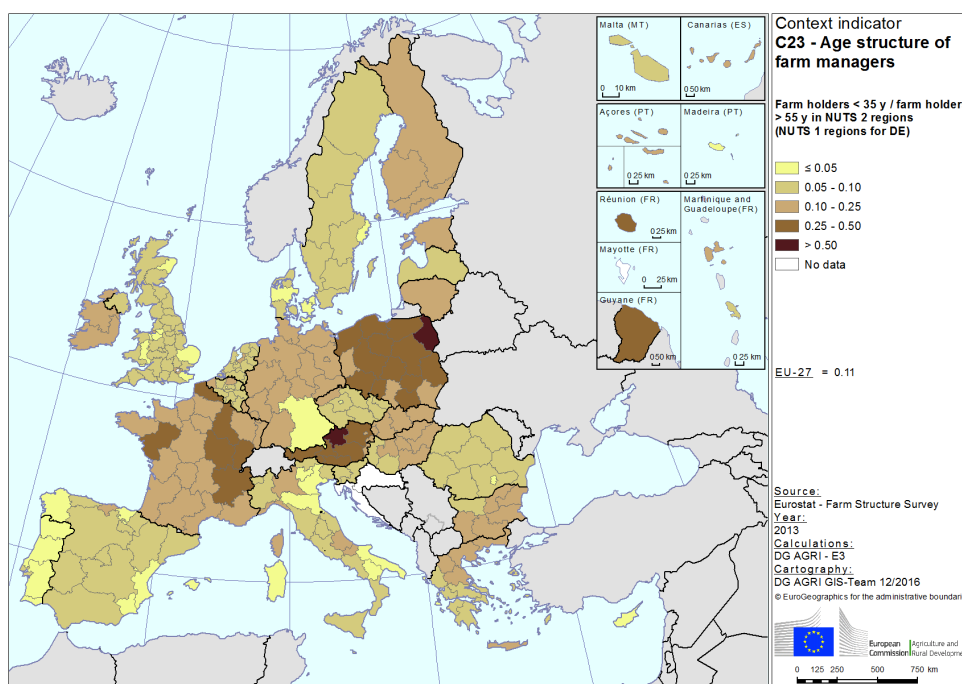 Malta (MT)
0 10 km
Canarias (ES)
0 50 km
Açores (PT)
0 25 km
0 25 km
Madeira (PT)
0 25 km
Réunion (FR)
0 25 km
Mayotte (FR)
0 25 km
Guyane (FR)
0 50 km
Martinique and
Guadeloupe(FR)
0 25 km
Context indicator
C23 - Age structure of
farm managers
Farm holders < 35 y / farm holder
> 55 y in NUTS 2 regions
(NUTS 1 regions for DE)
≤ 0.05
0.05 - 0.10
0.10 - 0.25
0.25 - 0.50
> 0.50
No data
EU-27 = 0.11
Source:
Eurostat - Farm Structure Survey
Year:
2013
Calculations:
DG AGRI - E3
Cartography:
DG AGRI GIS-Team 12/2016
© EuroGeographics for the administrative boundari
European
Commission
Agriculture and
Rural Developme
0 125 250 500 750 km